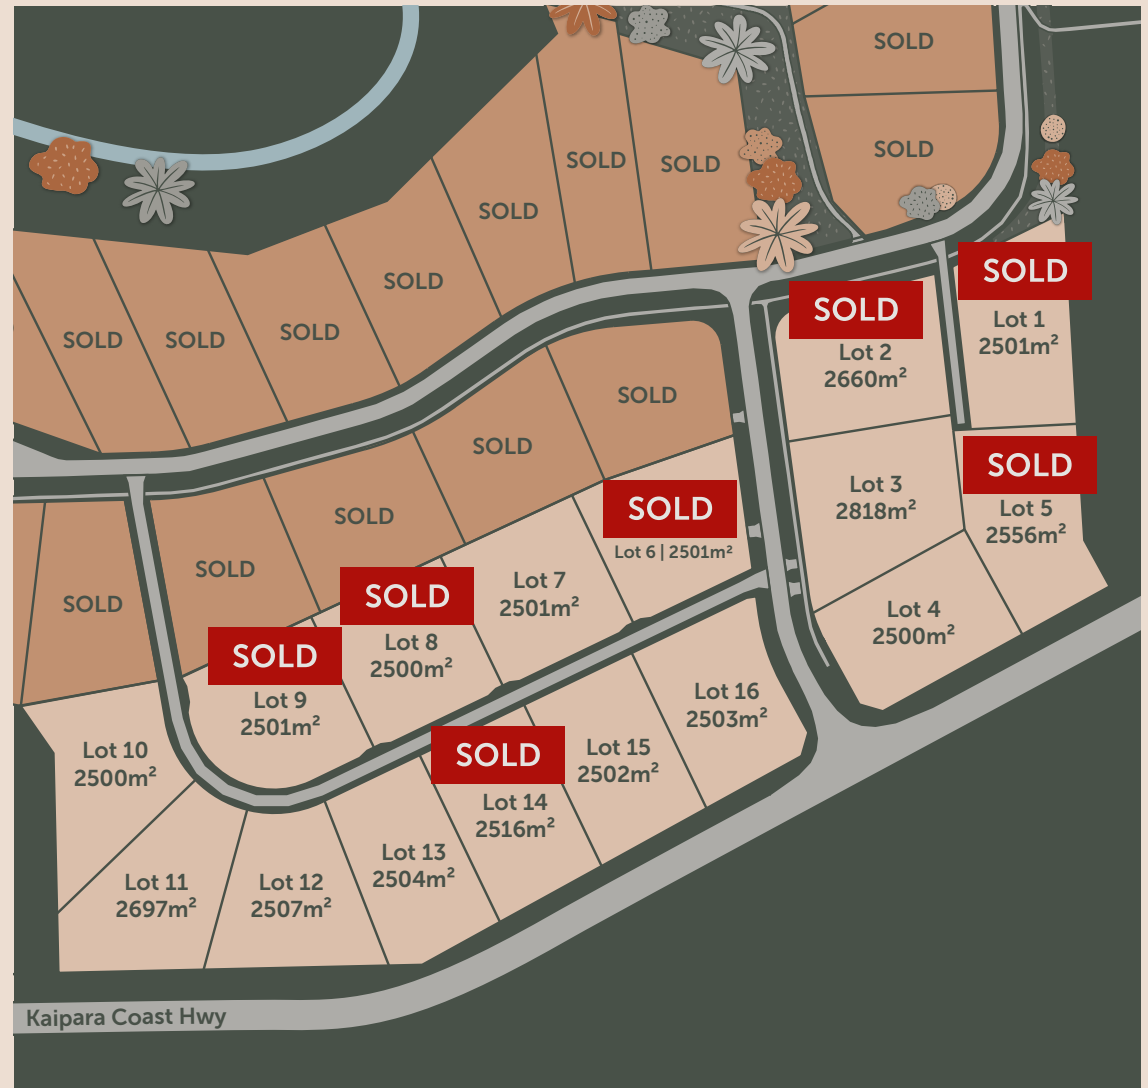 SOLD
SOLD
SOLD
SOLD
SOLD
SOLD
SOLD
SOLD
SOLD
SOLD
Lot 1
2501m²
SOLD
Lot 2
2660m²
SOLD
SOLD
SOLD
SOLD
SOLD
SOLD
Lot 5
2556m²
Lot 3
2818m²
SOLD
Lot 6 | 2501m²
Lot 4
2500m²
Lot 7
2501m²
SOLD
Lot 8
2500m²
SOLD
Lot 9
2501m²
Lot 10
2500m²
Lot 16
2503m²
Lot 15
2502m²
SOLD
Lot 14
2516m²
Lot 13
2504m²
Lot 12
2507m²
Lot 11
2697m²
Kaipara Coast Hwy